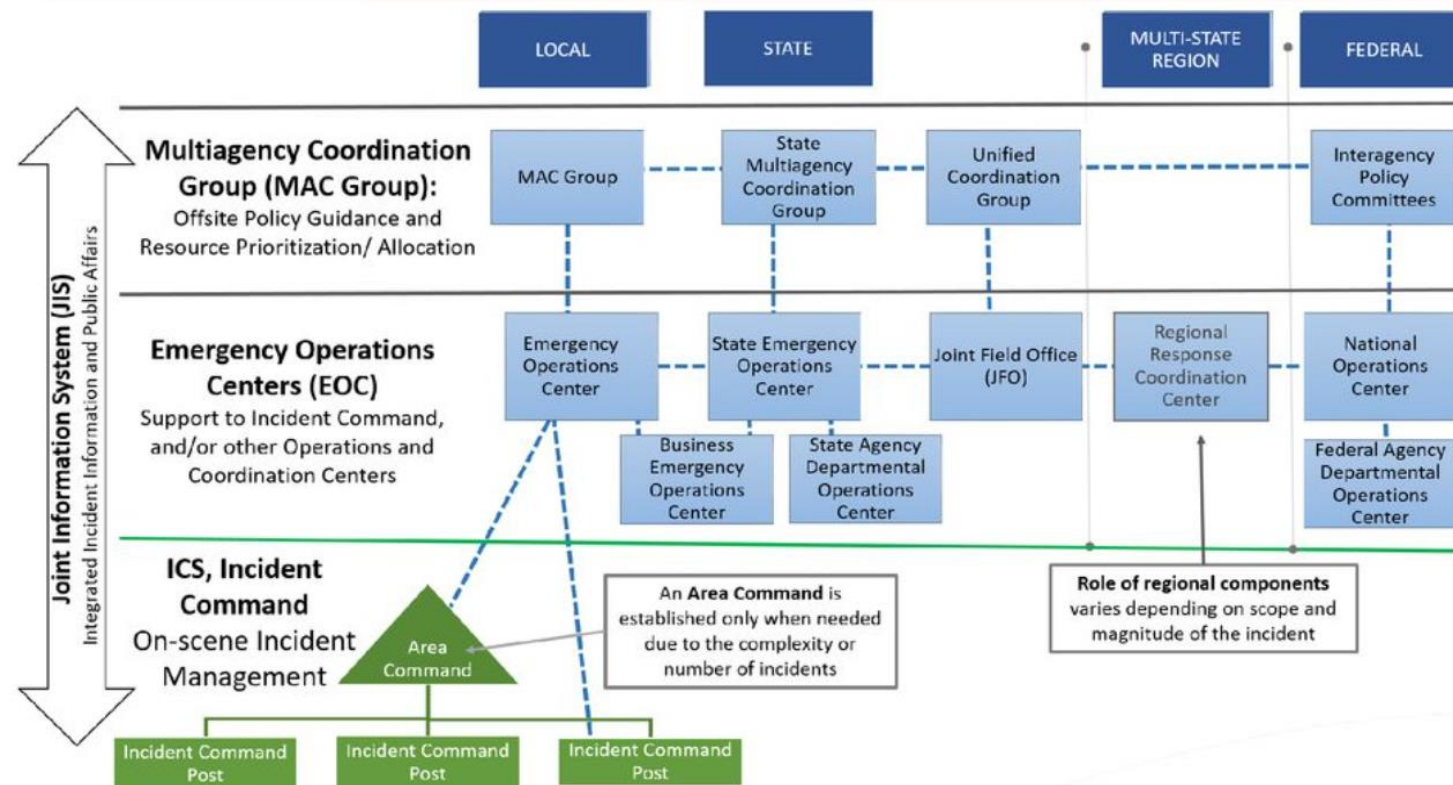 LOCAL
STATE
MULTI-STATE
REGION
FEDERAL
Joint Information System (JIS)
Integrated Incident Information and Public Affairs
Multiagency Coordination
Group (MAC Group):
Offsite Policy Guidance and
Resource Prioritization/ Allocation
MAC Group
State
Multiagency
Coordination
Group
Unified
Coordination
Group
Interagency
Policy
Committees
Emergency Operations
Centers (EOC)
Support to Incident Command,
and/or other Operations and
Coordination Centers
Emergency
Operations
Center
State Emergency
Operations
Center
Joint Field Office
(JFO)
Regional
Response
Coordination
Center
National
Operations
Center
Business
Emergency
Operations
Center
State Agency
Departmental
Operations
Center
Federal Agency
Departmental
Operations
Center
ICS, Incident
Command
On-scene Incident
Management
Area
Command
An Area Command is
established only when needed
due to the complexity or
number of incidents
Role of regional components
varies depending on scope and
magnitude of the incident
Incident Command
Post
Incident Command
Post
Incident Command
Post